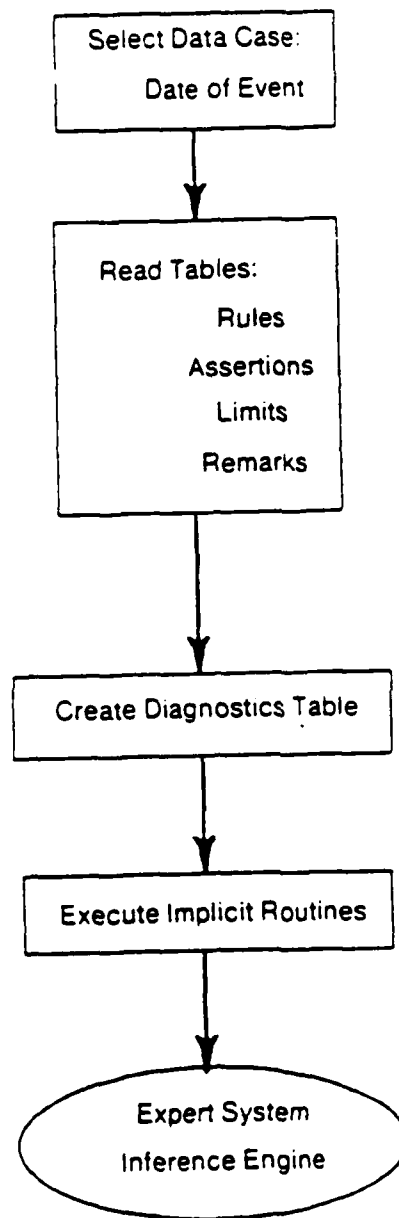 Select Data Case:
Date of Event
Read Tables:
Rules
Assertions
Limits
Remarks
Create Diagnostics Table
Execute Implicit Routines
Expert System
Inference Engine